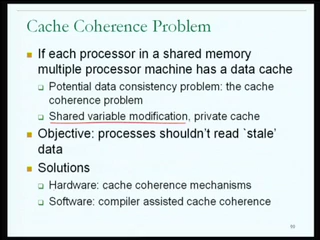 Cache Coherence Problem
If each processor in a shared memory
multiple processor machine has a data cache
Potential data consistency problem: the cache
coherence problem
Shared variable modification, private cache
Objective: processes shouldn't read `stale'
data
Solutions
Hardware: cache coherence mechanisms
Software: compiler assisted cache coherence